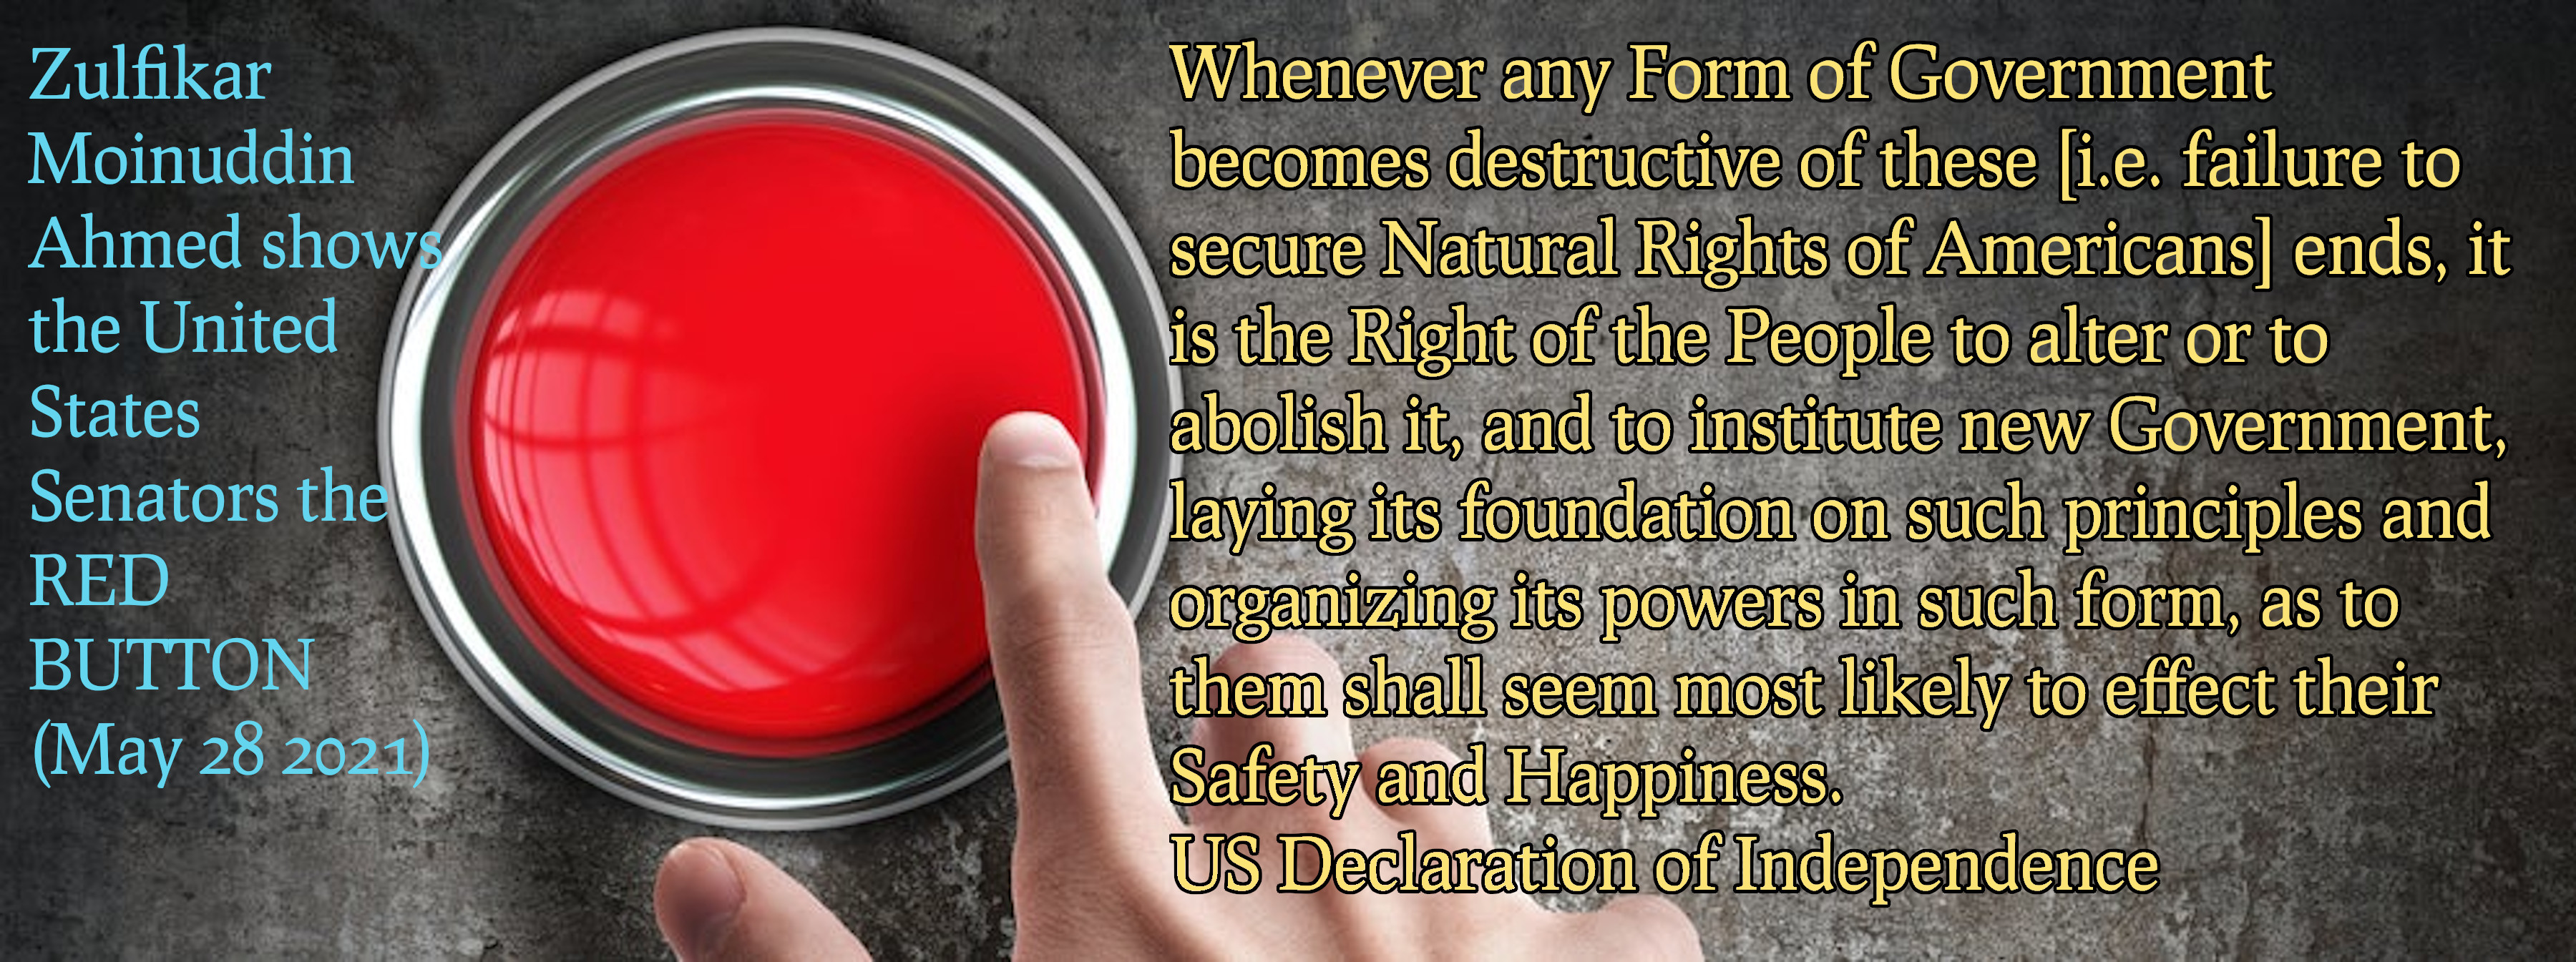 Zulfikar
Moinuddin
Ahmed shows
the United
States
Senators the
RED
BUTTON
(May 28 2021)
Whenever any Form of Government
becomes destructive of these [i.e. failure to
secure Natural Rights of Americans] ends, it
is the Right of the People to alter or to
abolish it, and to institute new Government,
laying its foundation on such principles and
organizing its powers in such form, as to
them shall seem most likely to effect their
Safety and Happiness.
US Declaration of Independence